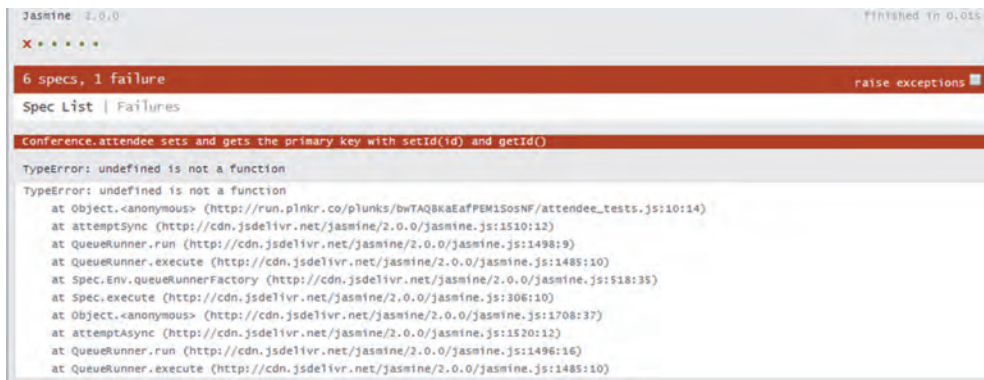 Jasmine 2.0.0
finished in 0.01s
x • • • • •
6 specs, 1 failure
raise exceptions
Spec List | Failures
Conference.attendee sets and gets the primary key with setId(id) and getId()
TypeError: undefined is not a function
TypeError: undefined is not a function
at Object.<anonymous> (http://run.plnkr.co/plunks/bwTAQBKaEafPEM1SosNF/attendee_tests.js:10:14)
at attemptSync (http://cdn.jsdelivr.net/jasmine/2.0.0/jasmine.js:1510:12)
at QueueRunner.run (http://cdn.jsdelivr.net/jasmine/2.0.0/jasmine.js:1498:9)
at QueueRunner.execute (http://cdn.jsdelivr.net/jasmine/2.0.0/jasmine.js:1485:10)
at Spec.Env.queueRunnerFactory (http://cdn.jsdelivr.net/jasmine/2.0.0/jasmine.js:518:35)
at Spec.execute (http://cdn.jsdelivr.net/jasmine/2.0.0/jasmine.js:306:10)
at Object.<anonymous> (http://cdn.jsdelivr.net/jasmine/2.0.0/jasmine.js:1708:37)
at attemptAsync (http://cdn.jsdelivr.net/jasmine/2.0.0/jasmine.js:1520:12)
at QueueRunner.run (http://cdn.jsdelivr.net/jasmine/2.0.0/jasmine.js:1496:16)
at QueueRunner.execute (http://cdn.jsdelivr.net/jasmine/2.0.0/jasmine.js:1485:10)